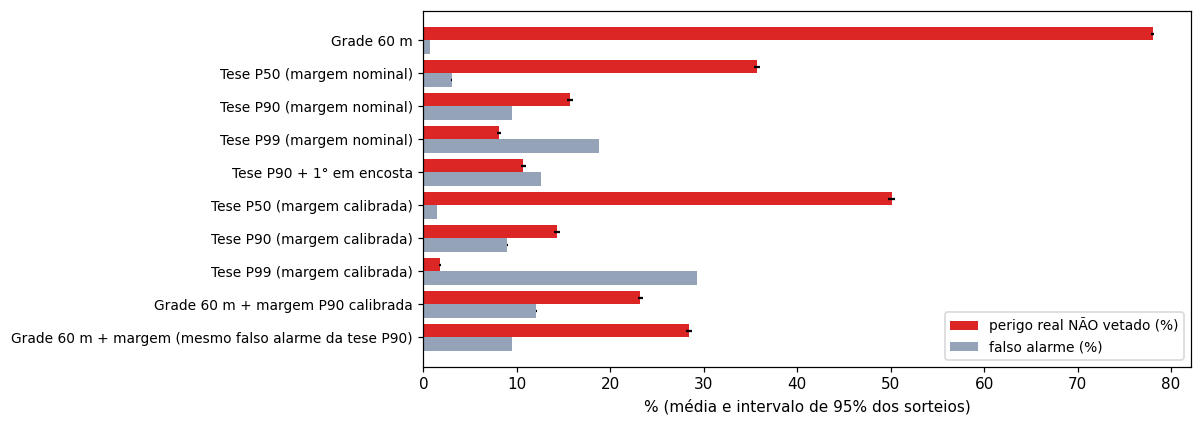 Grade 60 m
Tese P50 (margem nominal)
Tese P90 (margem nominal)
Tese P99 (margem nominal)
Tese P90 + 1° em encosta
Tese P50 (margem calibrada)
Tese P90 (margem calibrada)
Tese P99 (margem calibrada)
Grade 60 m + margem P90 calibrada
Grade 60 m + margem (mesmo falso alarme da tese P90)
perigo real NÃO vetado (%)
falso alarme (%)
0 10 20 30 40 50 60 70 80
% (média e intervalo de 95% dos sorteios)